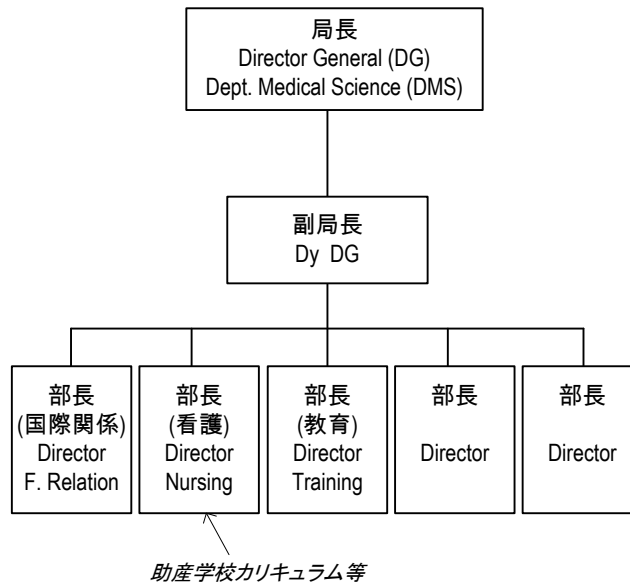 局長
Director General (DG)
Dept. Medical Science (DMS)
副局長
Dy DG
部長
(国際関係)
Director
F. Relation
部長
(看護)
Director
Nursing
部長
(教育)
Director
Training
部長
Director
部長
Director
助産学校カリキュラム等